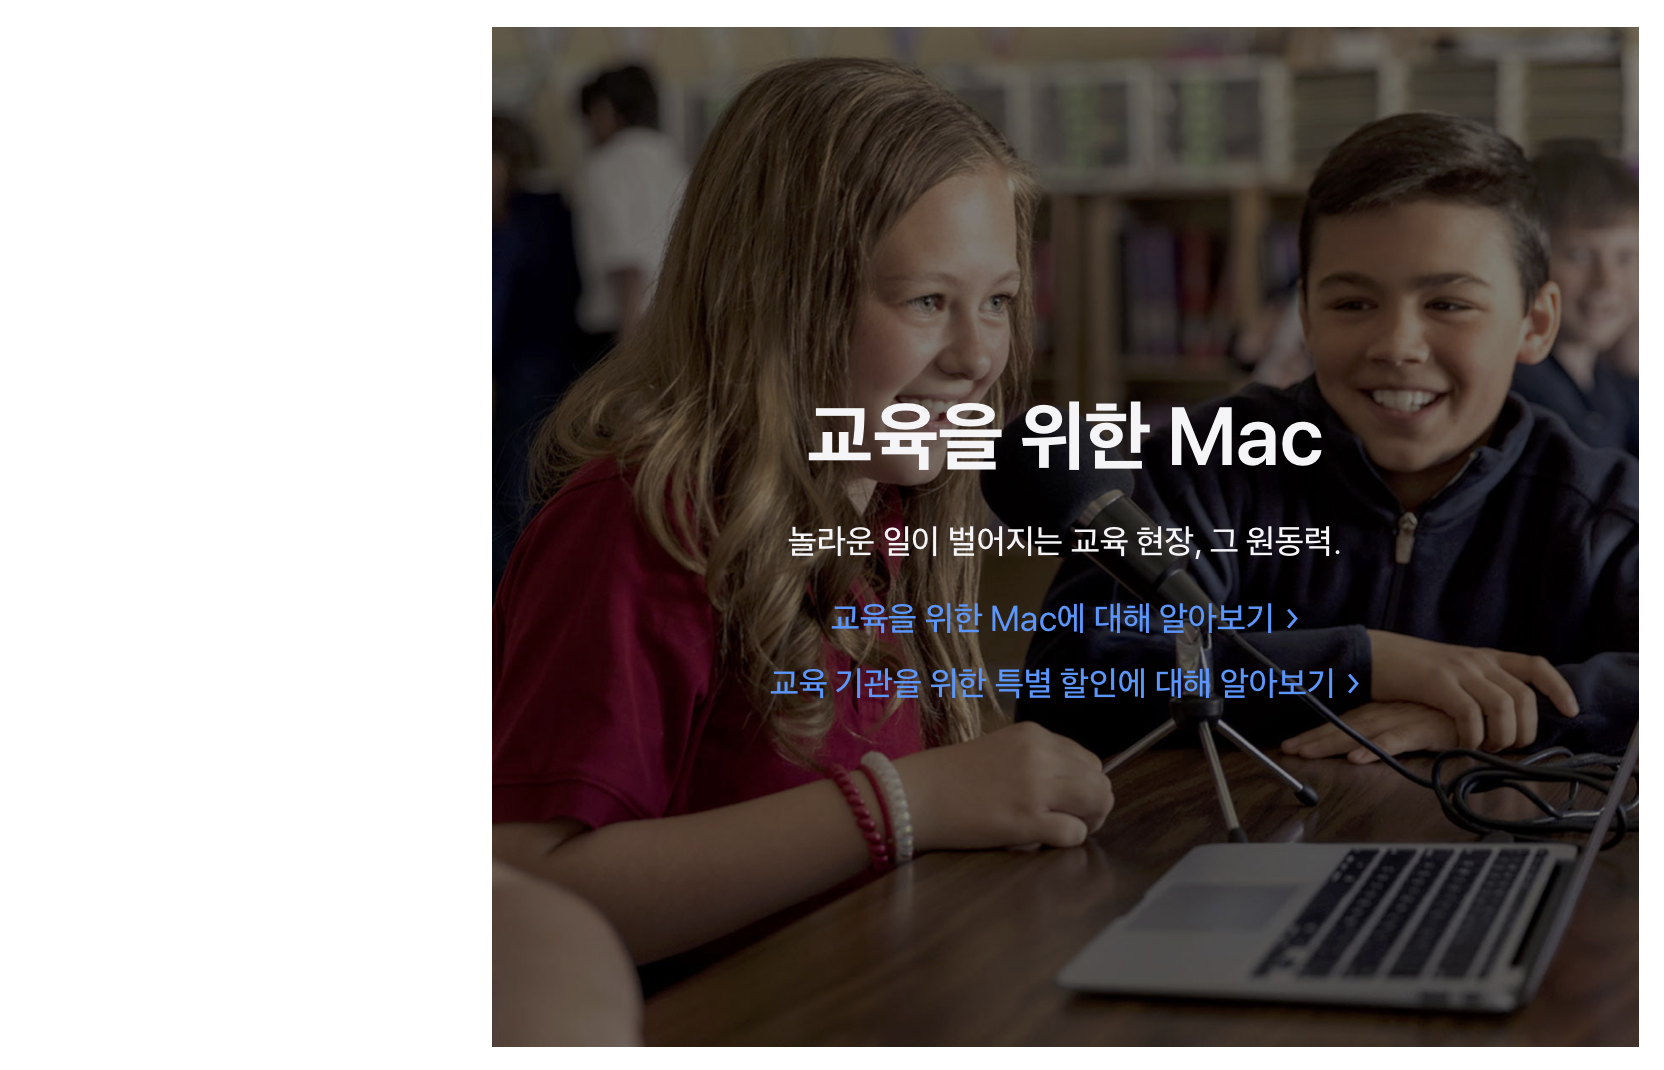 교육을 위한 Mac
놀라운 일이 벌어지는 교육 현장, 그 원동력.
교육을 위한 Mac에 대해 알아보기 >
교육 기관을 위한 특별 할인에 대해 알아보기 >